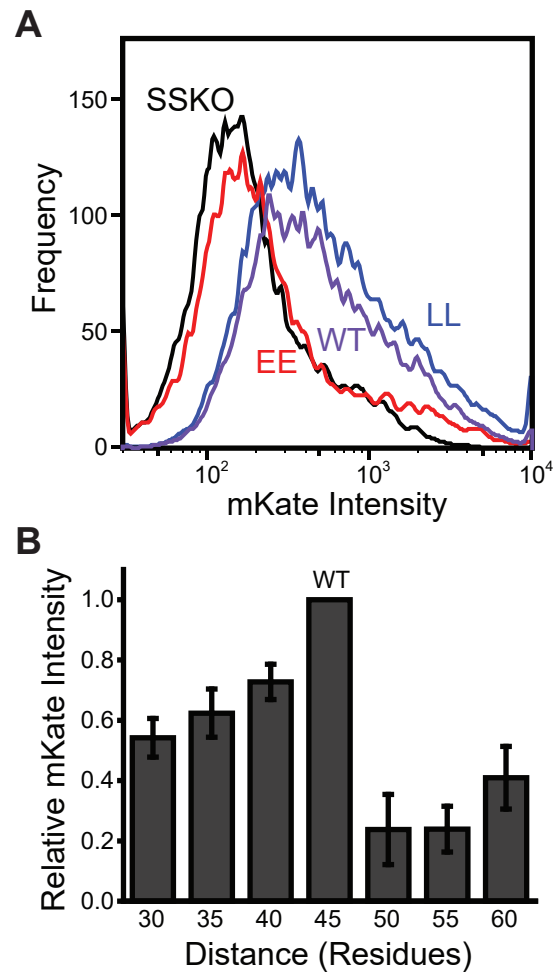 A
SSKO
150
100
50
0
Frequency
LL
WT
EE
10² 10³ 10⁴
mKate Intensity
B
WT
1.0
0.8
0.6
0.4
0.2
0.0
Relative mKate Intensity
30 35 40 45 50 55 60
Distance (Residues)